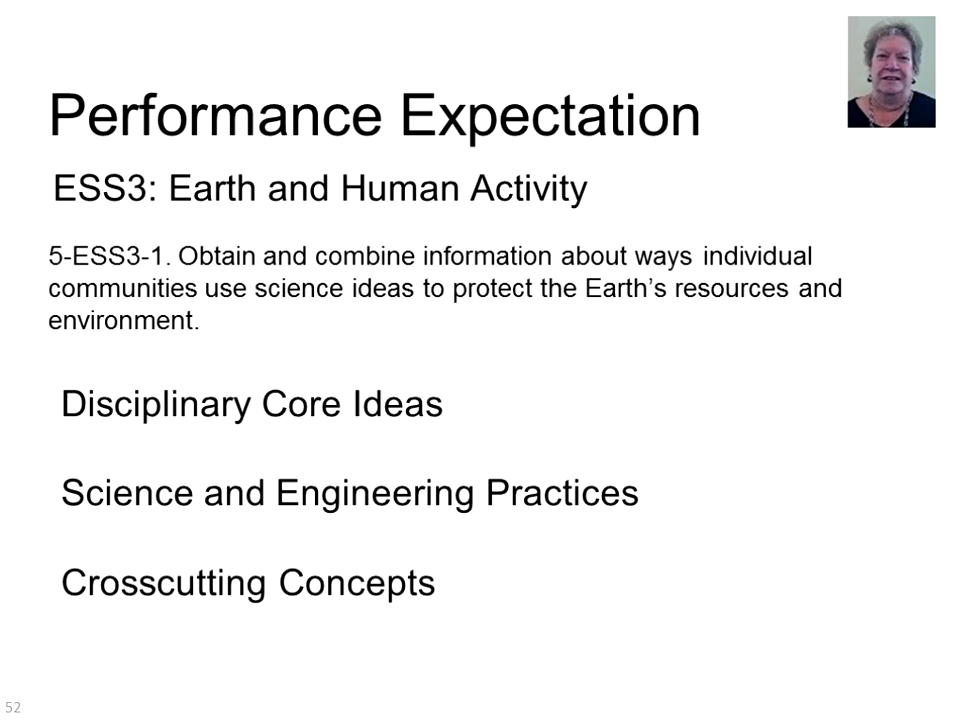 Performance Expectation
ESS3: Earth and Human Activity
5-ESS3-1. Obtain and combine information about ways individual
communities use science ideas to protect the Earth’s resources and
environment.
Disciplinary Core Ideas
Science and Engineering Practices
Crosscutting Concepts
52